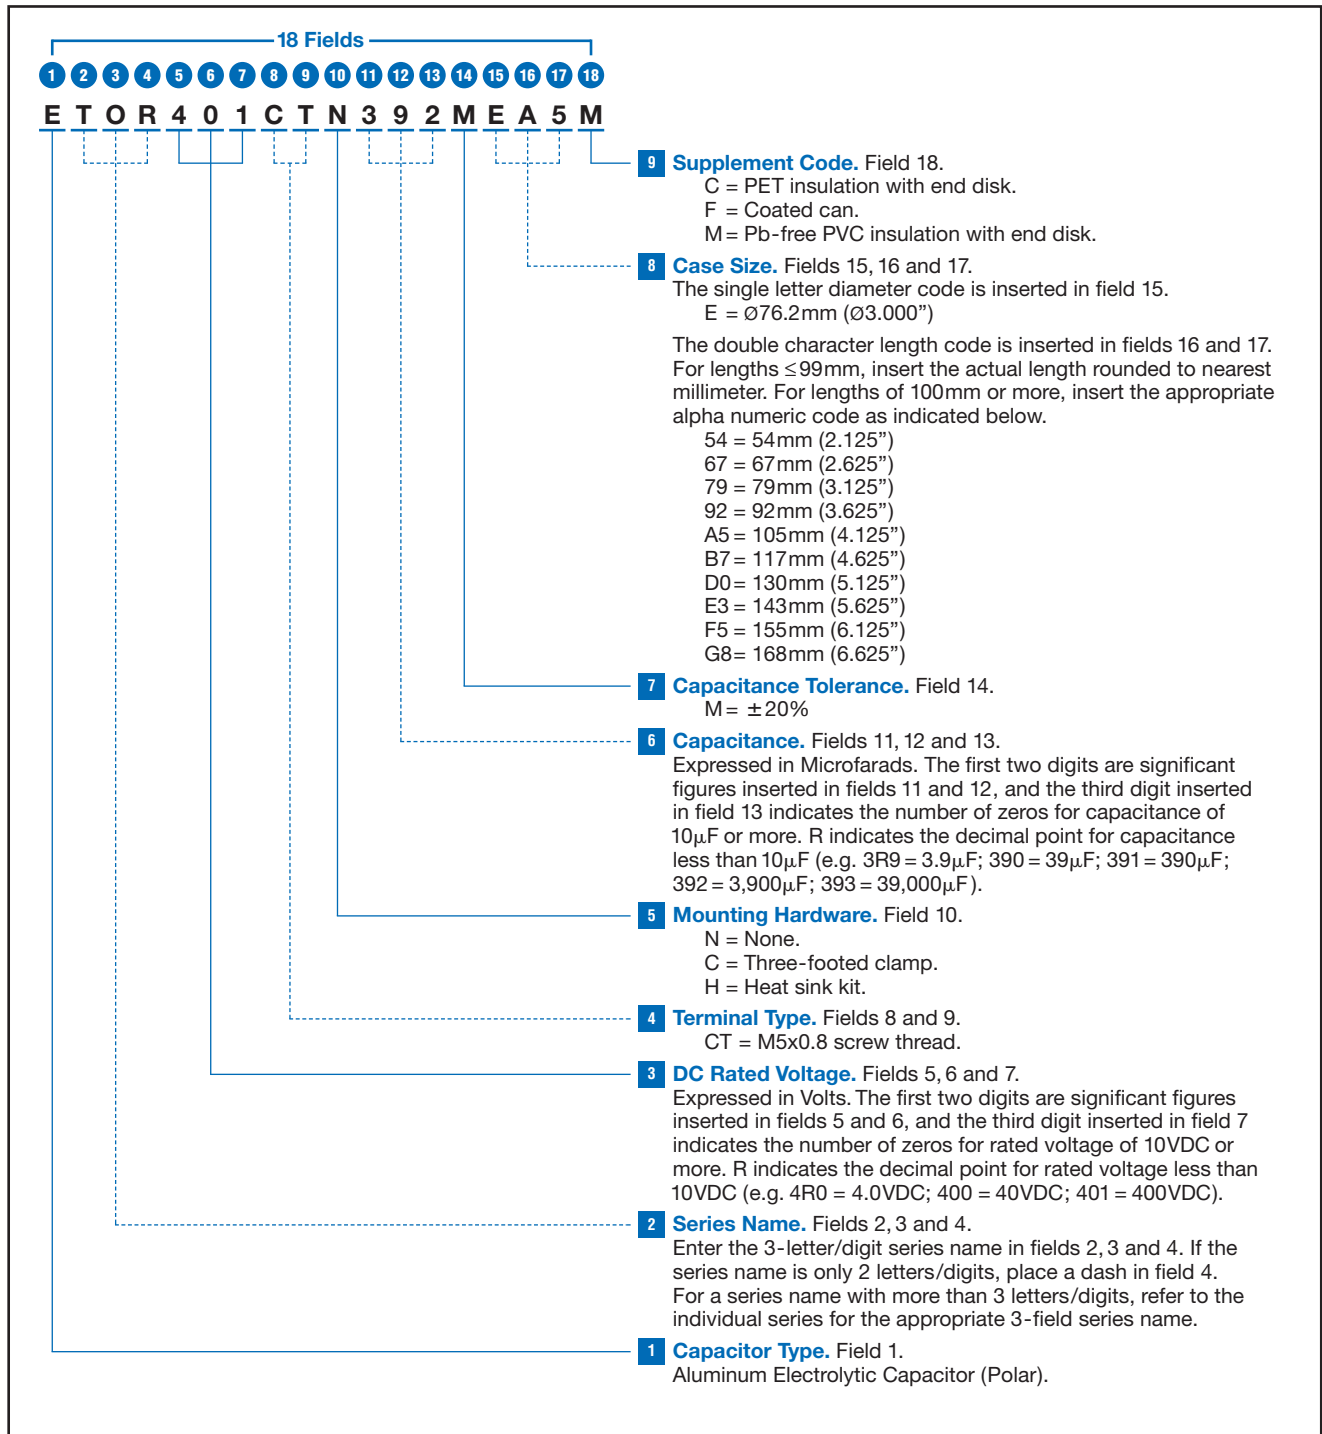 18 Fields
1 2 3 4 5 6 7 8 9 10 11 12 13 14 15 16 17 18
E T O R 4 0 1 C T N 3 9 2 M E A 5 M
9 Supplement Code. Field 18.
C = PET insulation with end disk.
F = Coated can.
M = Pb-free PVC insulation with end disk.
8 Case Size. Fields 15, 16 and 17.
The single letter diameter code is inserted in field 15.
E = Ø76.2mm (Ø3.000”)
The double character length code is inserted in fields 16 and 17.
For lengths ≤99mm, insert the actual length rounded to nearest
millimeter. For lengths of 100mm or more, insert the appropriate
alpha numeric code as indicated below.
54 = 54mm (2.125”)
67 = 67mm (2.625”)
79 = 79mm (3.125”)
92 = 92mm (3.625”)
A5 = 105mm (4.125”)
B7 = 117mm (4.625”)
D0 = 130mm (5.125”)
E3 = 143mm (5.625”)
F5 = 155mm (6.125”)
G8 = 168mm (6.625”)
7 Capacitance Tolerance. Field 14.
M = ±20%
6 Capacitance. Fields 11, 12 and 13.
Expressed in Microfarads. The first two digits are significant
figures inserted in fields 11 and 12, and the third digit inserted
in field 13 indicates the number of zeros for capacitance of
10µF or more. R indicates the decimal point for capacitance
less than 10µF (e.g. 3R9 = 3.9µF; 390 = 39µF; 391 = 390µF;
392 = 3,900µF; 393 = 39,000µF).
5 Mounting Hardware. Field 10.
N = None.
C = Three-footed clamp.
H = Heat sink kit.
4 Terminal Type. Fields 8 and 9.
CT = M5x0.8 screw thread.
3 DC Rated Voltage. Fields 5, 6 and 7.
Expressed in Volts. The first two digits are significant figures
inserted in fields 5 and 6, and the third digit inserted in field 7
indicates the number of zeros for rated voltage of 10VDC or
more. R indicates the decimal point for rated voltage less than
10VDC (e.g. 4R0 = 4.0VDC; 400 = 40VDC; 401 = 400VDC).
2 Series Name. Fields 2, 3 and 4.
Enter the 3-letter/digit series name in fields 2, 3 and 4. If the
series name is only 2 letters/digits, place a dash in field 4.
For a series name with more than 3 letters/digits, refer to the
individual series for the appropriate 3-field series name.
1 Capacitor Type. Field 1.
Aluminum Electrolytic Capacitor (Polar).